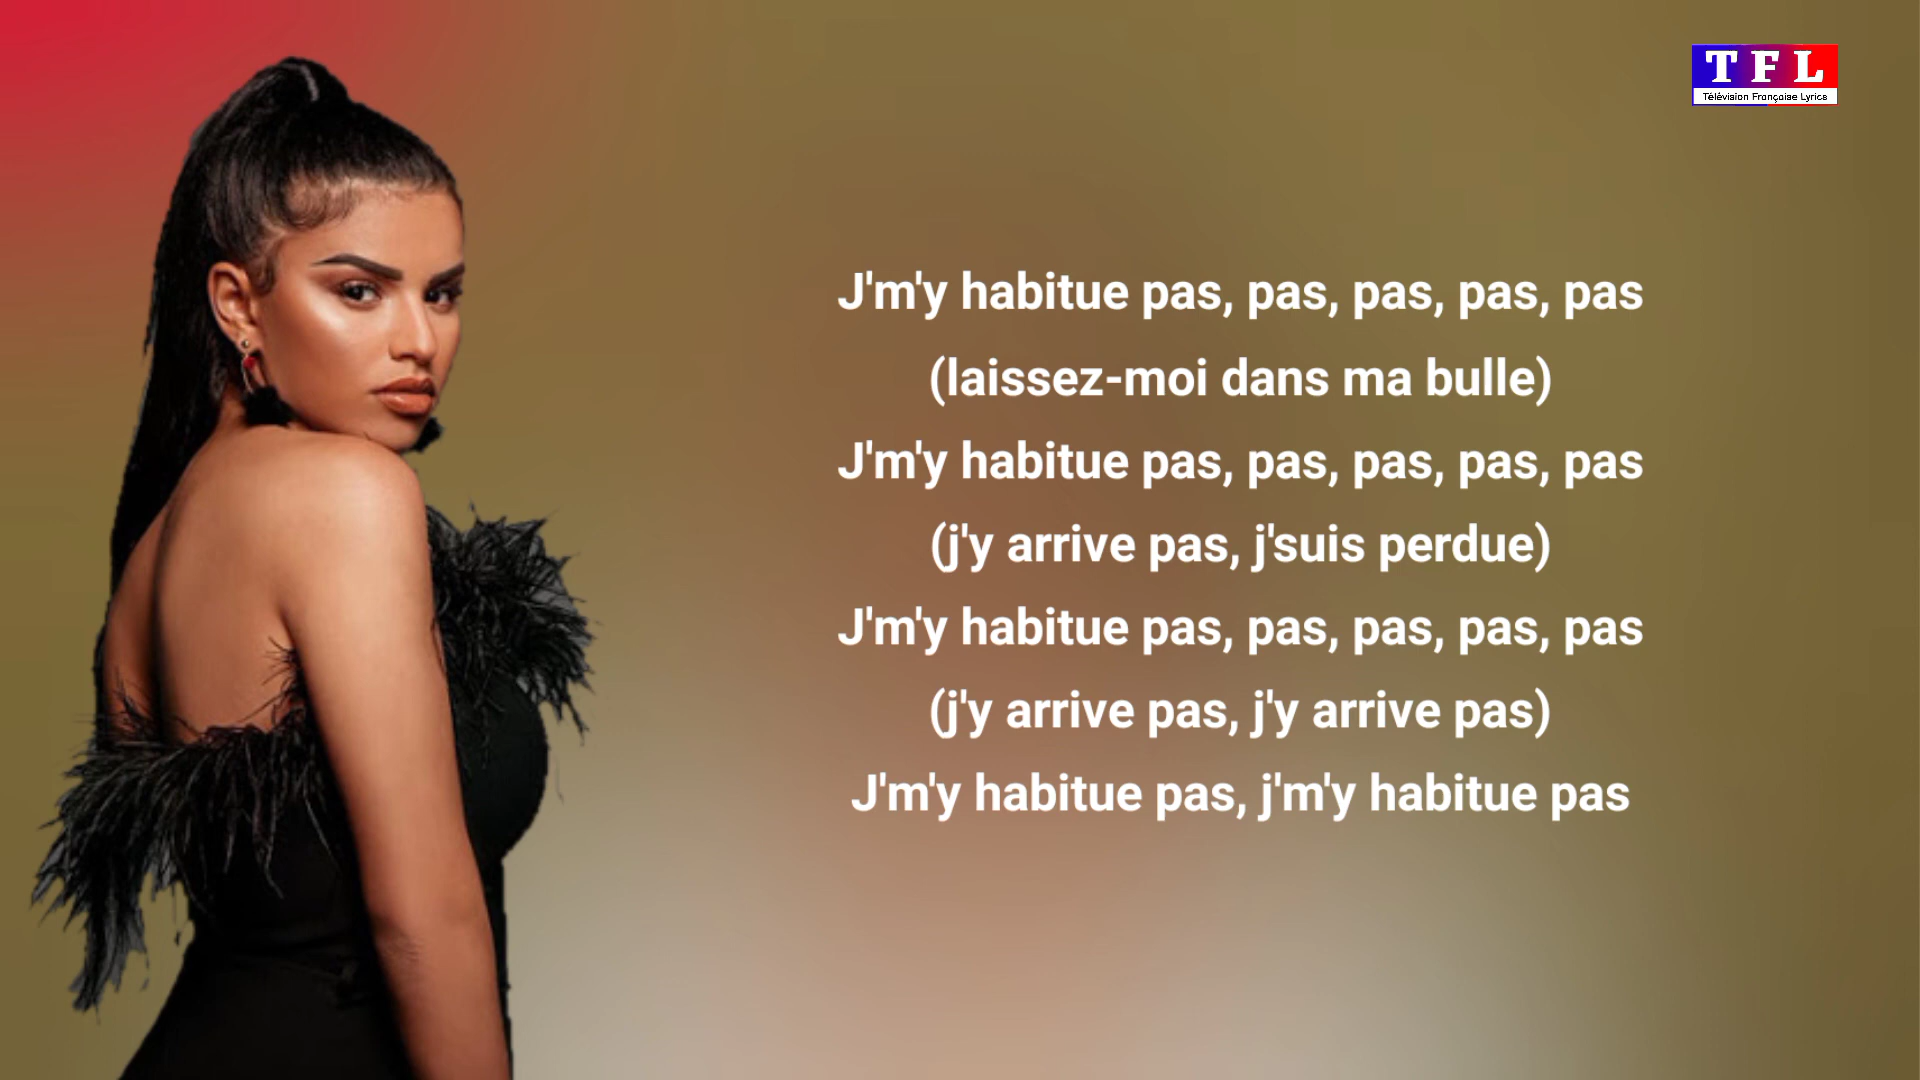 T F L
Télévision Française Lyrics
J'm'y habitue pas, pas, pas, pas, pas
(laissez-moi dans ma bulle)
J'm'y habitue pas, pas, pas, pas, pas
(j'y arrive pas, j'suis perdue)
J'm'y habitue pas, pas, pas, pas, pas
(j'y arrive pas, j'y arrive pas)
J'm'y habitue pas, j'm'y habitue pas